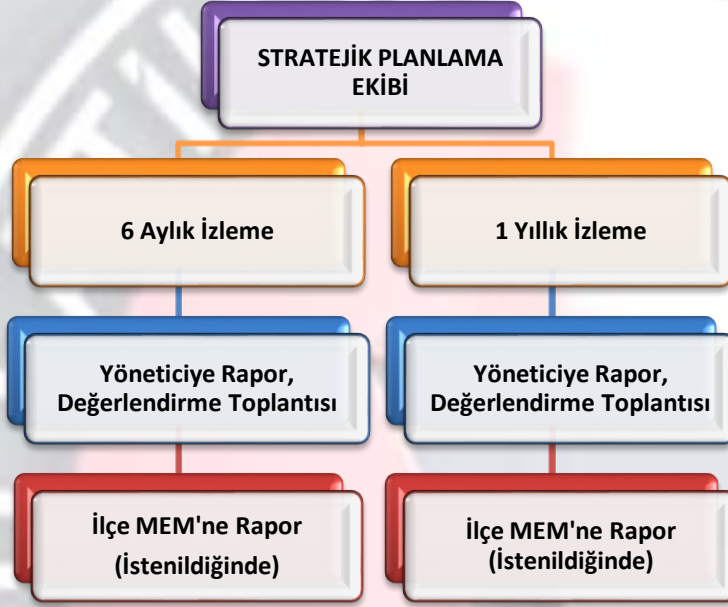 STRATEJİK PLANLAMA
EKİBİ
6 Aylık İzleme
1 Yıllık İzleme
Yöneticiye Rapor,
Değerlendirme Toplantısı
Yöneticiye Rapor,
Değerlendirme Toplantısı
İlçe MEM'ne Rapor
(İstenildiğinde)
İlçe MEM'ne Rapor
(İstenildiğinde)